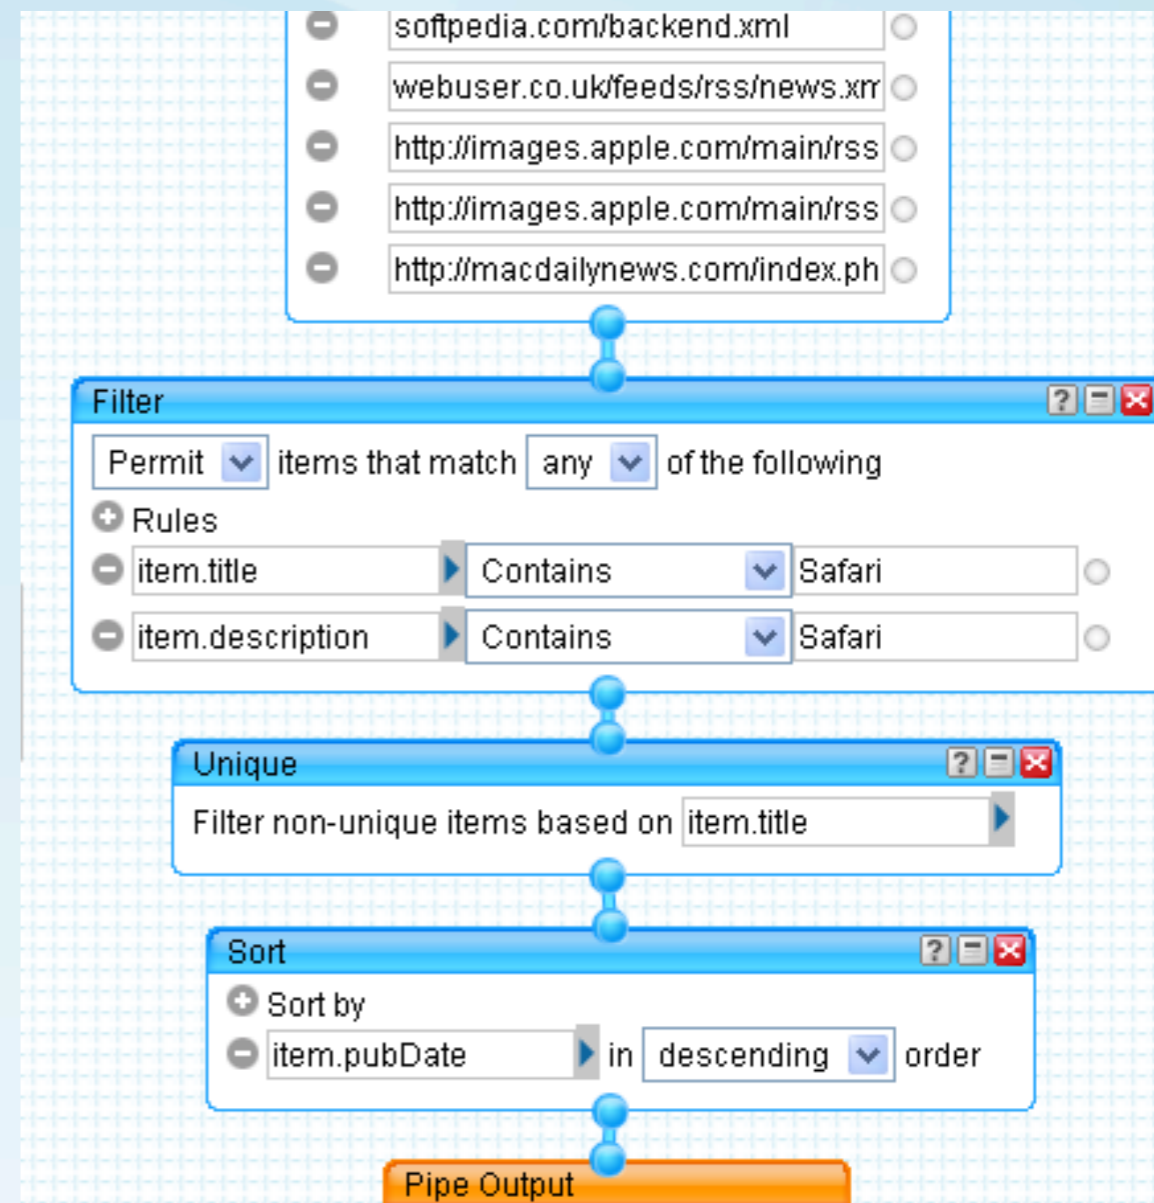 softpedia.com/backend.xml
webuser.co.uk/feeds/rss/news.xm
http://images.apple.com/main/rss
http://images.apple.com/main/rss
http://macdailynews.com/index.ph
Filter
Permit items that match any of the following
Rules
item.title Contains Safari
item.description Contains Safari
Unique
Filter non-unique items based on item.title
Sort
Sort by
item.pubDate in descending order
Pipe Output